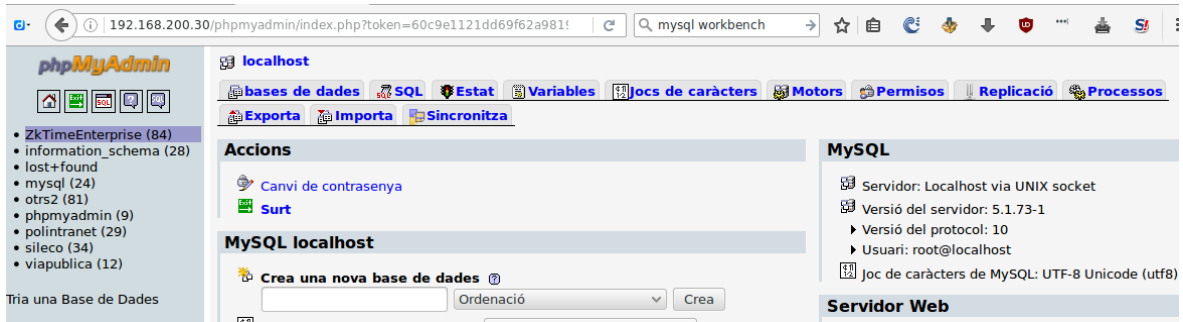 192.168.200.30/phpmyadmin/index.php?token=60c9e1121dd69f62a981
mysql workbench
phpMyAdmin
ZkTimeEnterprise (84)
information_schema (28)
lost+found
mysql (24)
otrs2 (81)
phpmyadmin (9)
polintranet (29)
sileco (34)
viapublica (12)
Tria una Base de Dades
localhost
bases de dades SQL Estat Variables Jocs de caràcters Motors Permisos Replicació Processos
Exporta Importa Sincronitza
Accions
Canvi de contrasenya
Surt
MySQL localhost
Crea una nova base de dades
Ordenació Crea
MySQL
Servidor: Localhost via UNIX socket
Versió del servidor: 5.1.73-1
Versió del protocol: 10
Usuari: root@localhost
Joc de caràcters de MySQL: UTF-8 Unicode (utf8)
Servidor Web